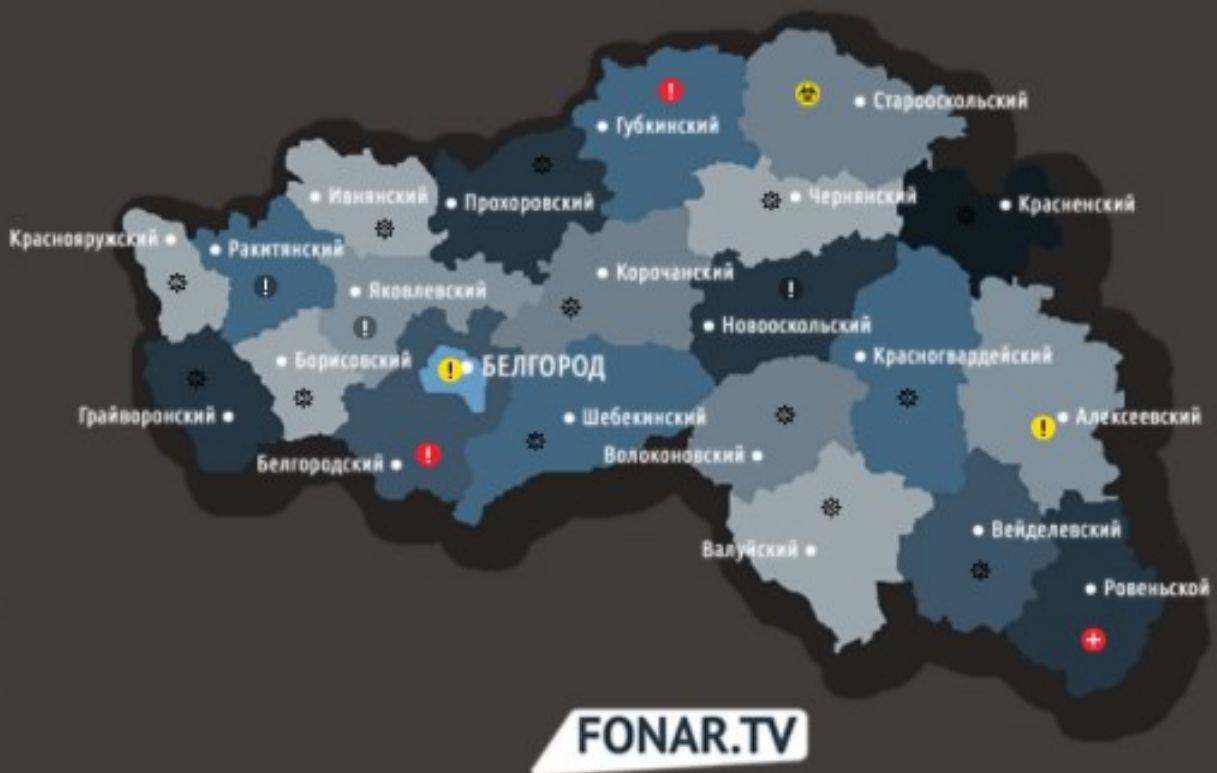 Старооскольский
Губкинский
Ивнянский
Прохоровский
Чернянский
Красненский
Краснояружский
Ракитянский
Яковлевский
Корочанский
Новооскольский
Борисовский
БЕЛГОРОД
Красногвардейский
Грайворонский
Шебекинский
Алексеевский
Белгородский
Волоконовский
Валуйский
Вейделевский
Ровеньской
FONAR.TV